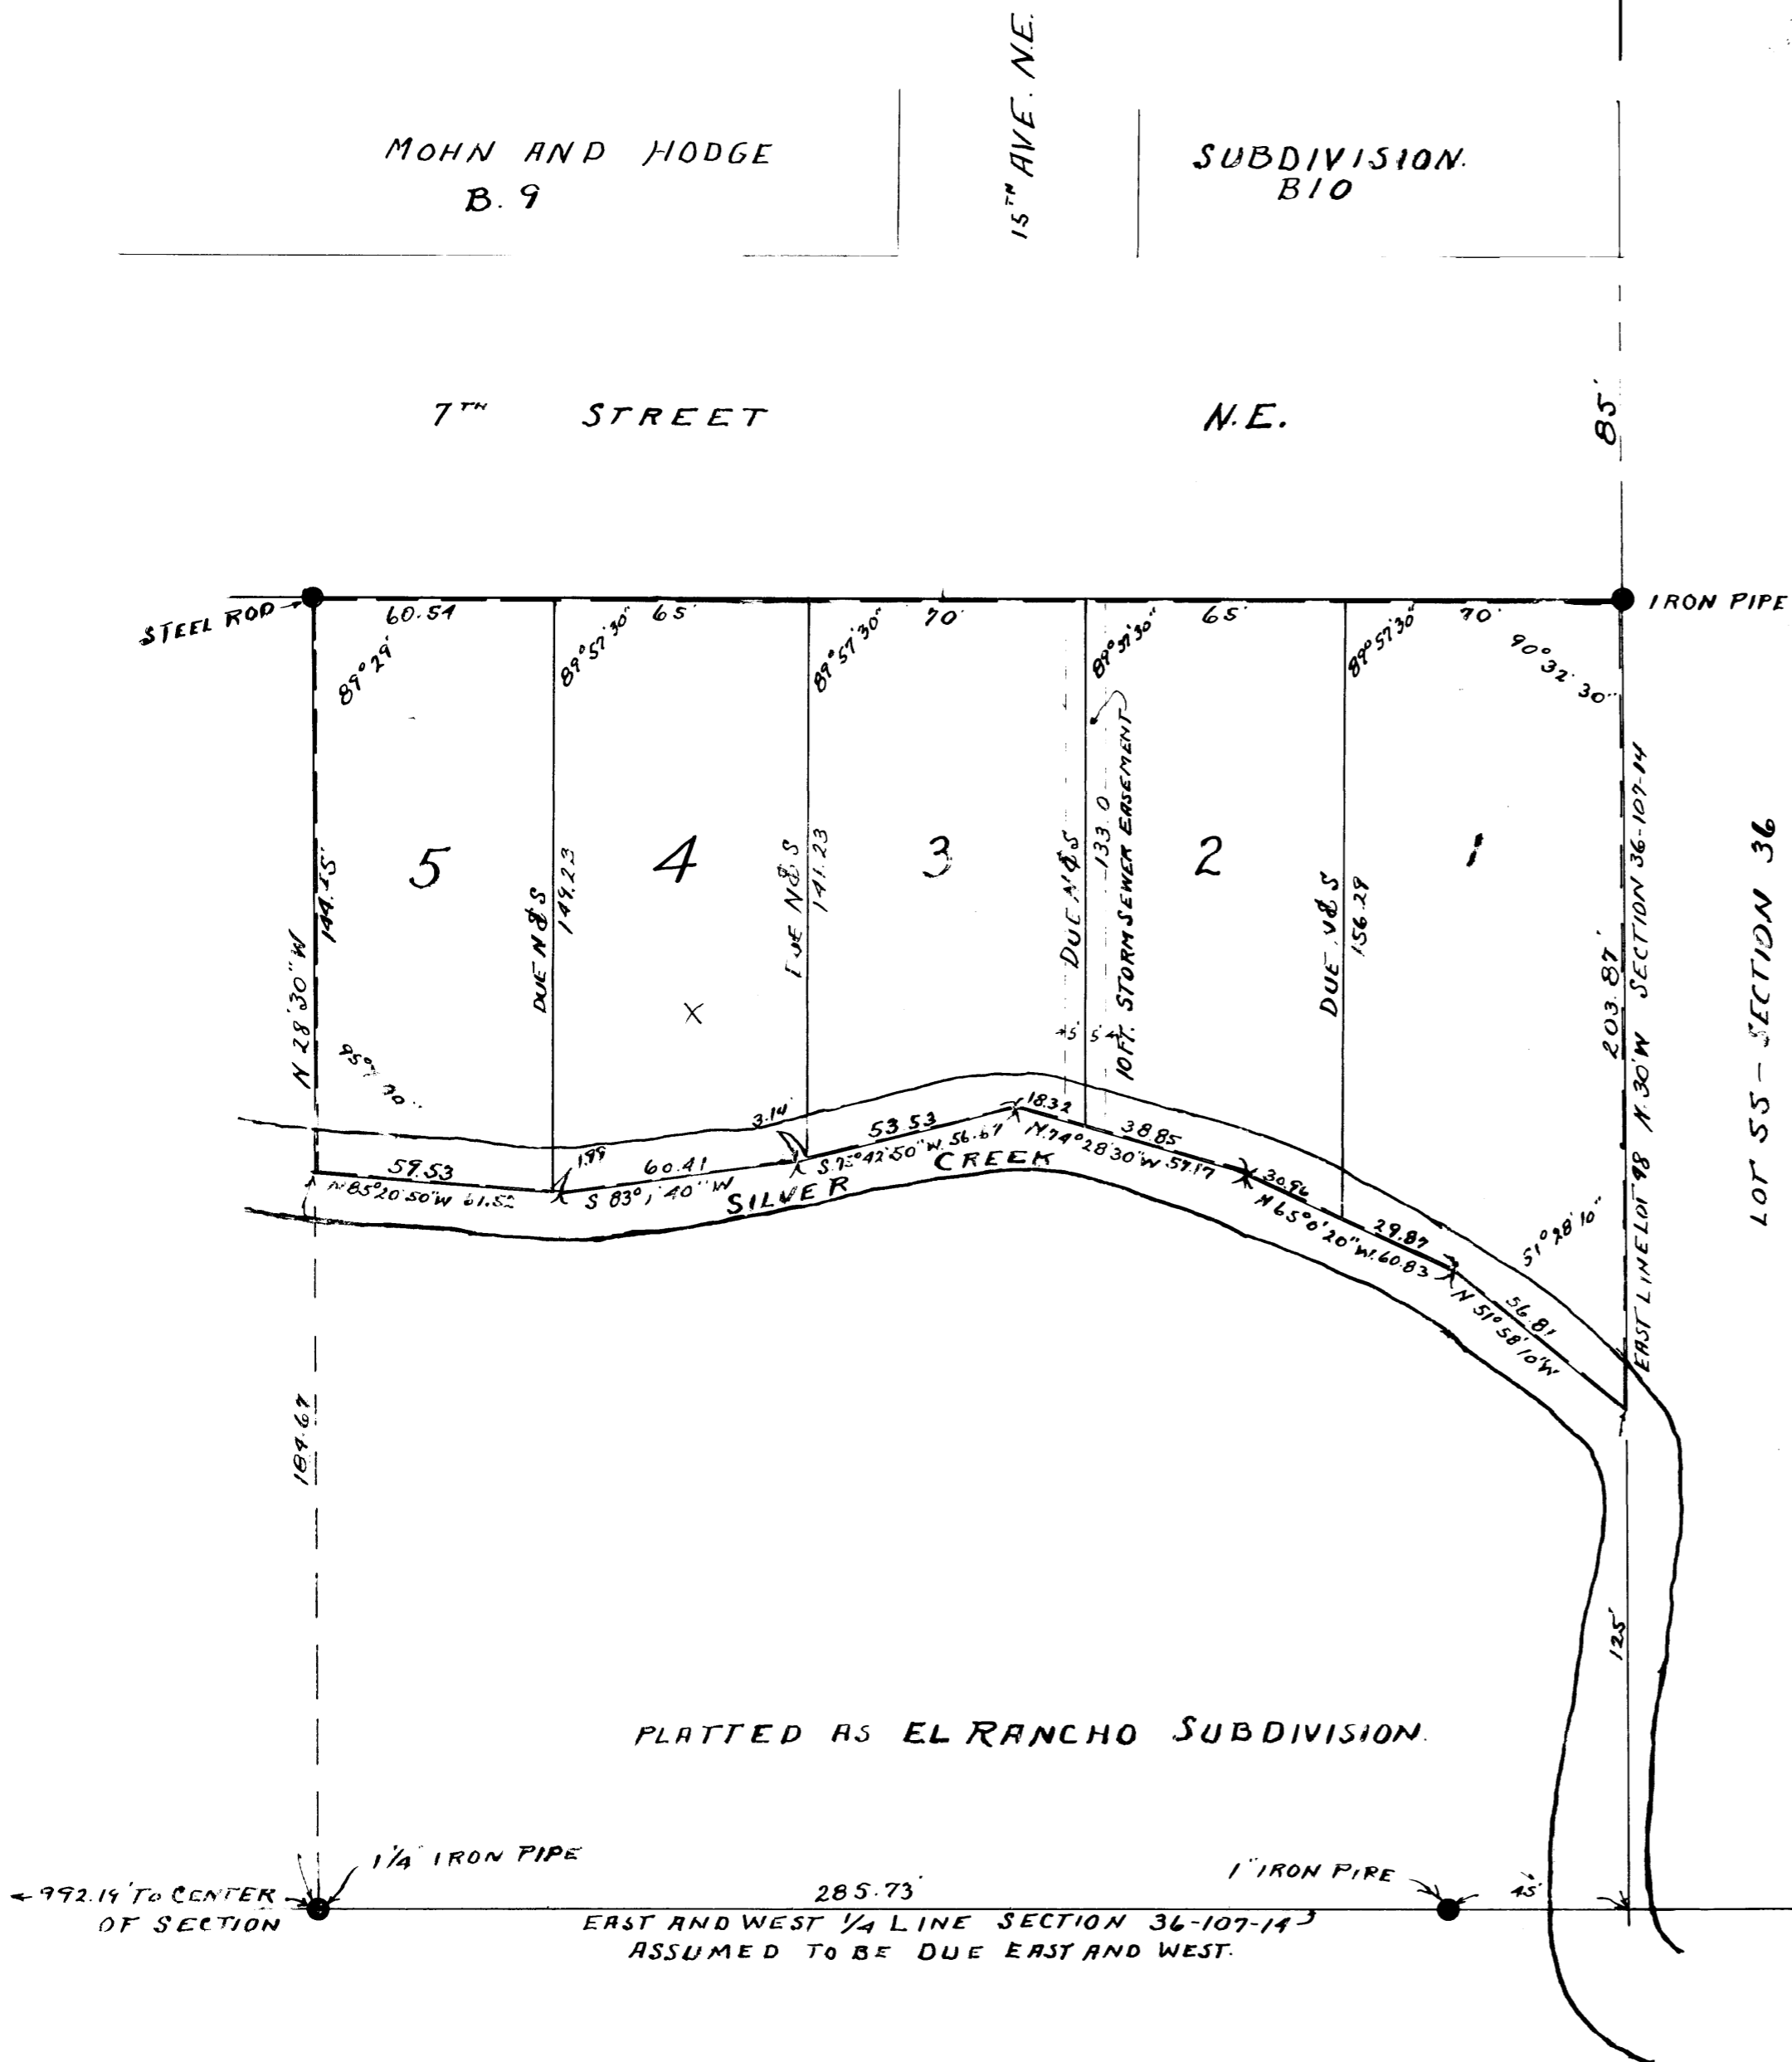 15TH AVE. N.E.
MOHN AND HODGE
B. 9
SUBDIVISION.
B10
7TH STREET N.E.
85'
STEEL ROD
IRON PIPE
60.54 65' 70' 65' 70'
89°29' 89°57'30" 89°57'30" 89°57'30" 89°57'30" 90°32'30"
5 4 3 2 1
N 28'30" W
144.45'
DUE N & S
149.23
DUE N & S
141.23
DUE N & S
133.0
10 FT. STORM SEWER EASEMENT
5' 5'
DUE N & S
156.29
203.87'
EAST LINE LOT 48 N.30'W SECTION 36-107-14
LOT 55 - SECTION 36
X
59.53
N 85°20'50"W 61.52
1.99
60.41
S 83° 1' 40" W
3.14'
53.53
S.75°42'50"W. 56.67
18.32
38.85
N.74°28'30"W 57.17
30.96
29.87
N 65°0'20"W. 60.83
56.81
N 51°58'10"W
51°28'10"
SILVER CREEK
184.67
125'
PLATTED AS EL RANCHO SUBDIVISION.
1¼" IRON PIPE
1" IRON PIPE
992.19' TO CENTER
OF SECTION
285.73'
45'
EAST AND WEST ¼ LINE SECTION 36-107-14
ASSUMED TO BE DUE EAST AND WEST.